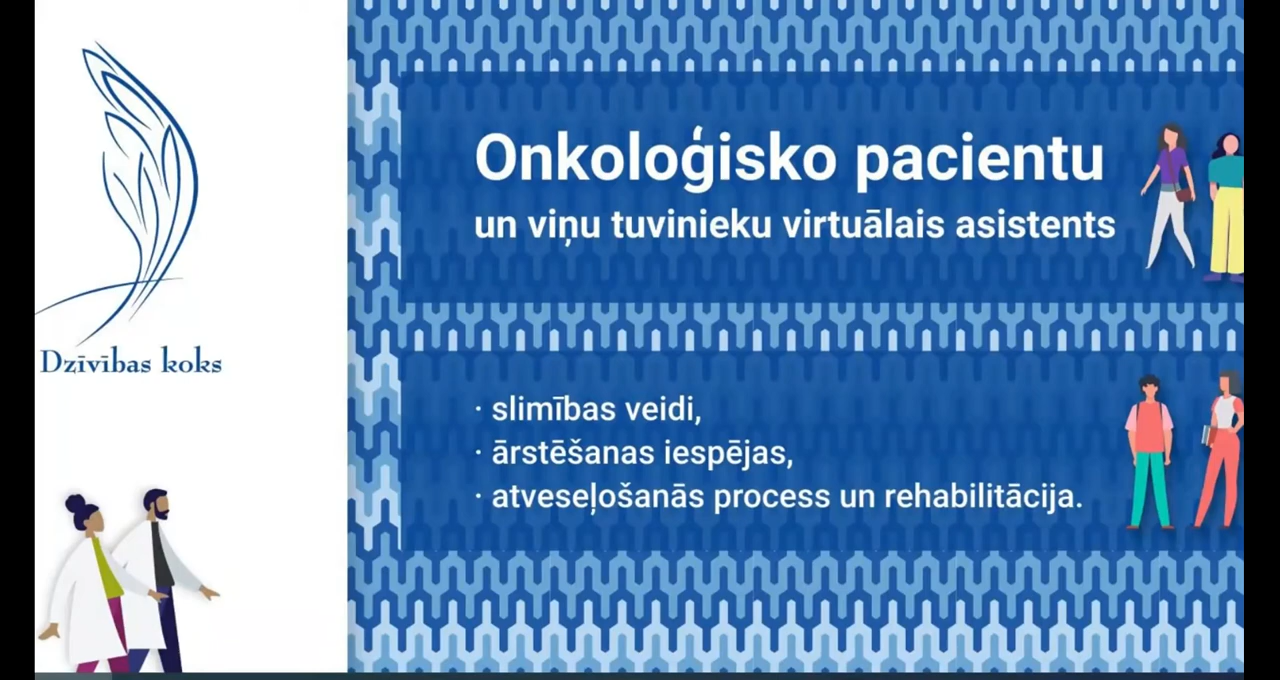 Dzīvības koks
Onkoloģisko pacientu
un viņu tuvinieku virtuālais asistents
· slimības veidi,
· ārstēšanas iespējas,
· atveseļošanās process un rehabilitācija.